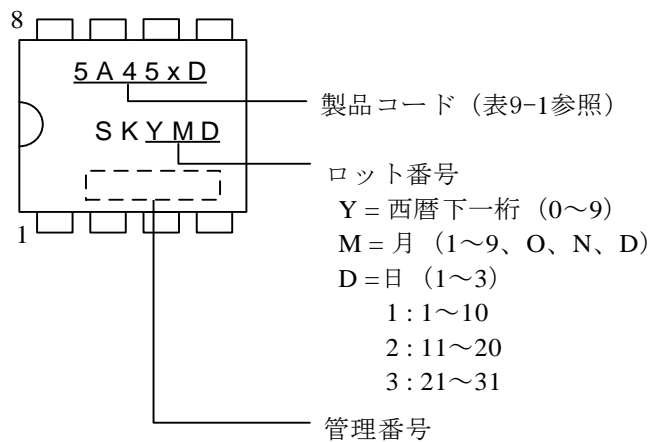 8
5A45xD
製品コード（表9-1参照）
SKYMD
ロット番号
Y = 西暦下一桁（0～9）
M = 月（1～9、O、N、D）
D =日（1～3）
1 : 1～10
2 : 11～20
3 : 21～31
1
管理番号